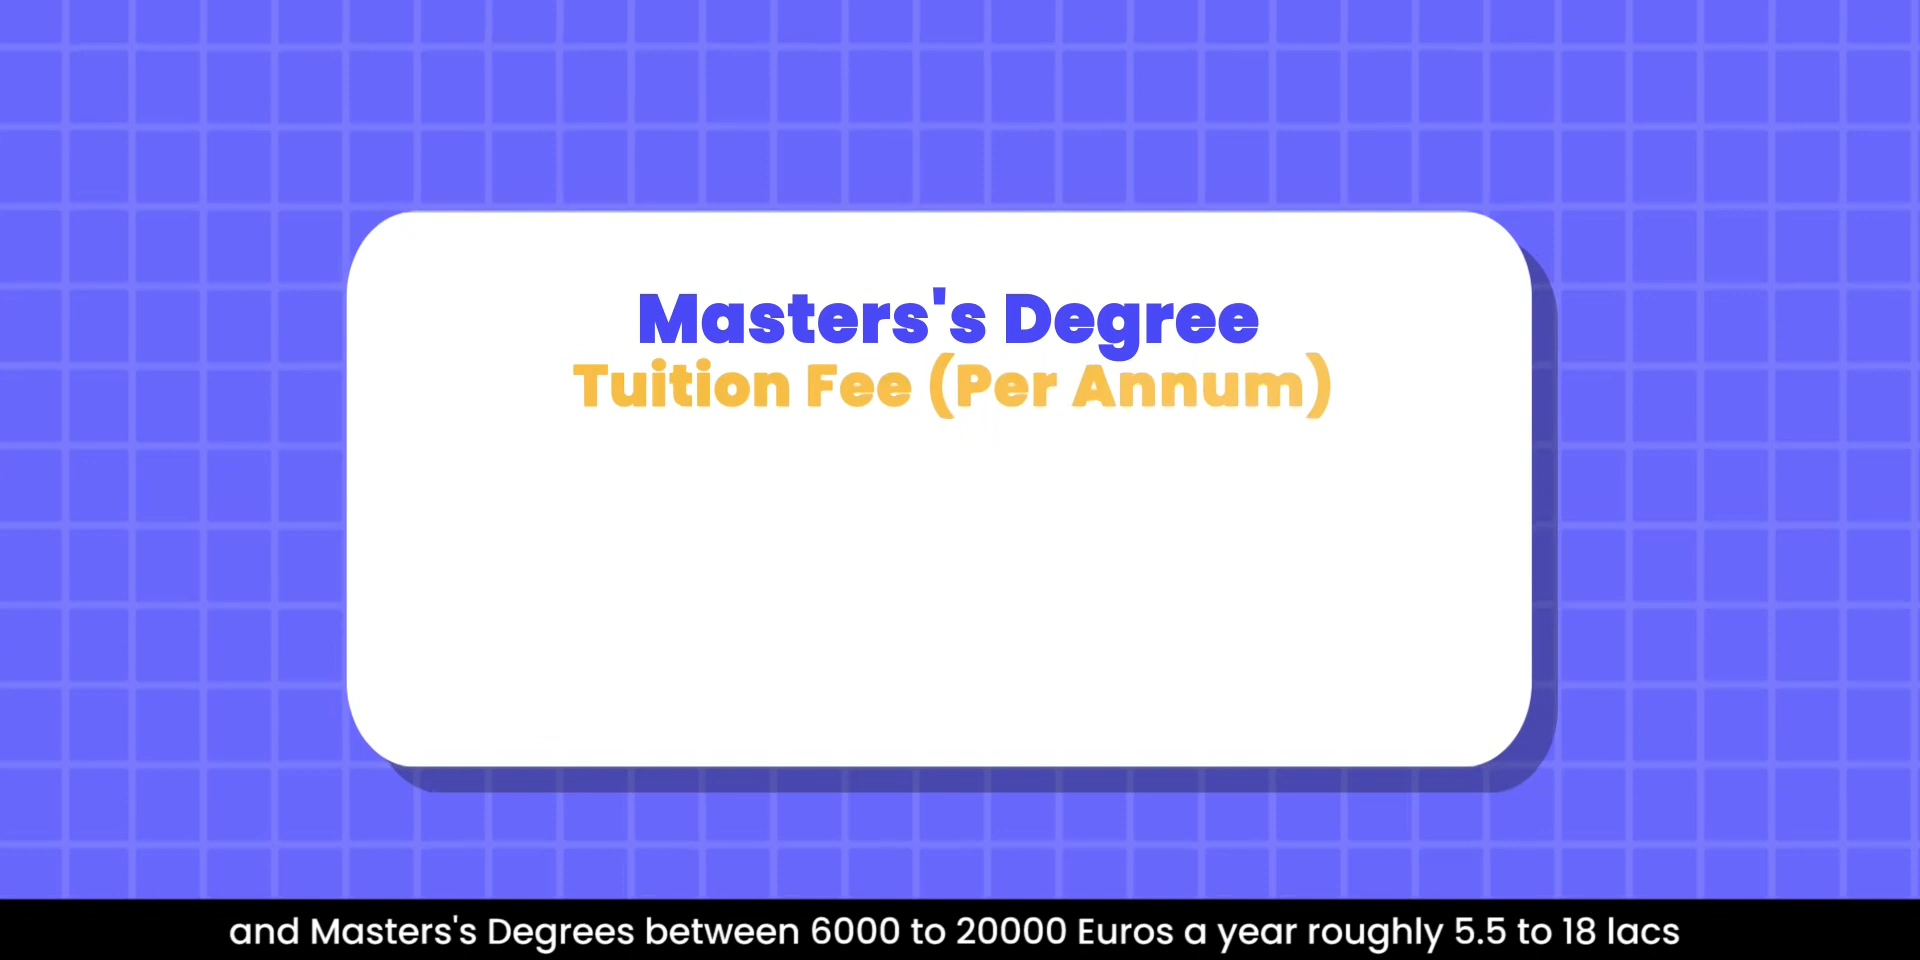 Masters's Degree
Tuition Fee (Per Annum)
and Masters's Degrees between 6000 to 20000 Euros a year roughly 5.5 to 18 lacs